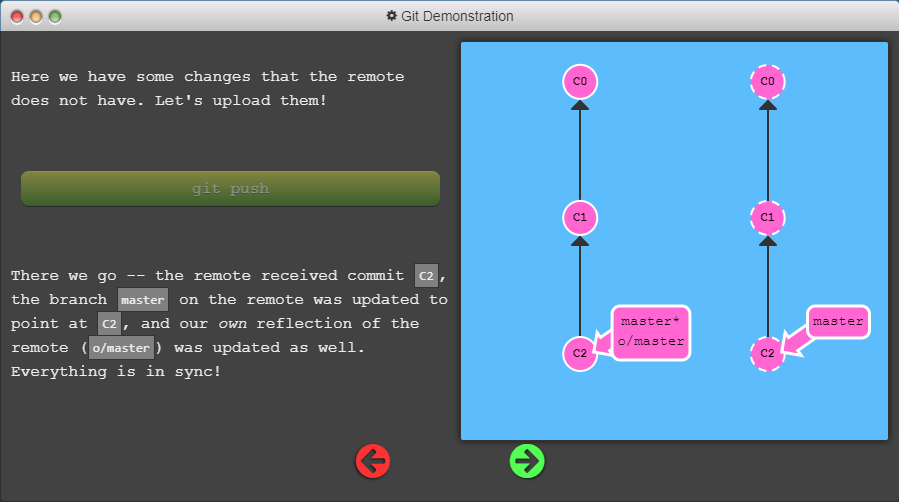 Git Demonstration
Here we have some changes that the remote
does not have. Let's upload them!
git push
There we go -- the remote received commit C2,
the branch master on the remote was updated to
point at C2, and our own reflection of the
remote (o/master) was updated as well.
Everything is in sync!
C0
C1
C2
master*
o/master
C0
C1
C2
master